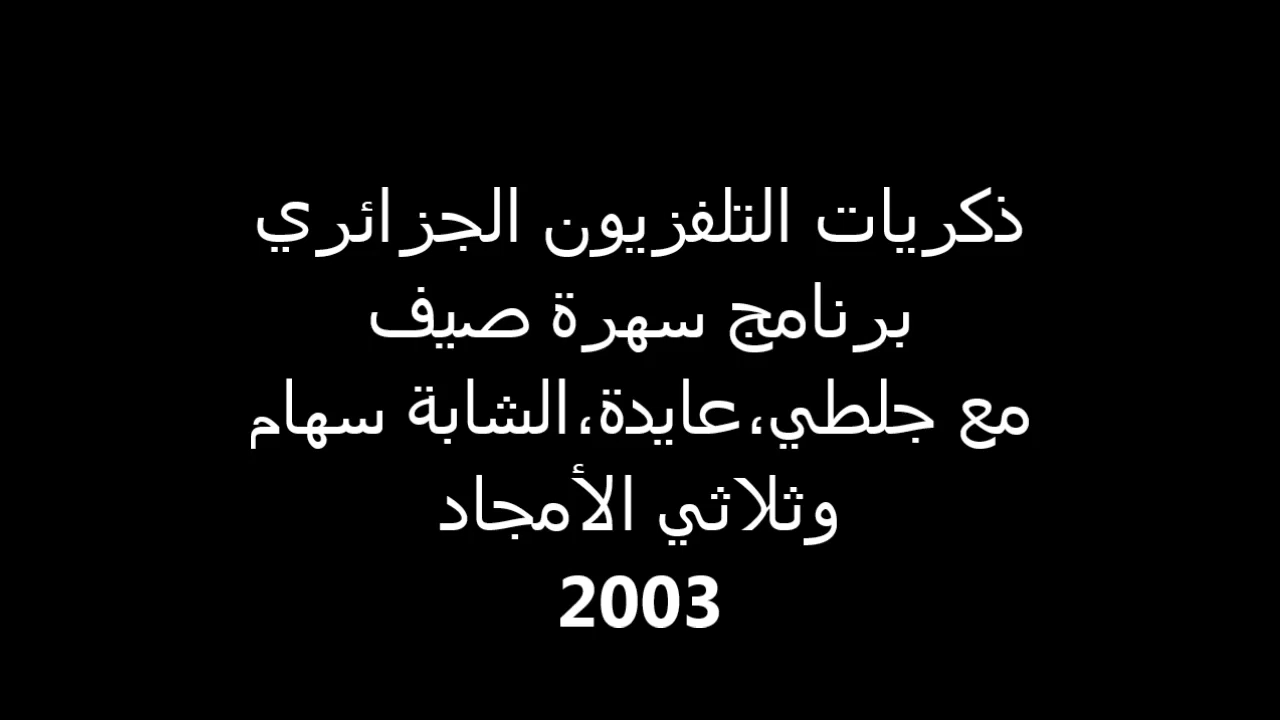 ذكريات التلفزيون الجزائري
برنامج سهرة صيف
مع جلطي،عايدة،الشابة سهام
وثلاثي الأمجاد
2003